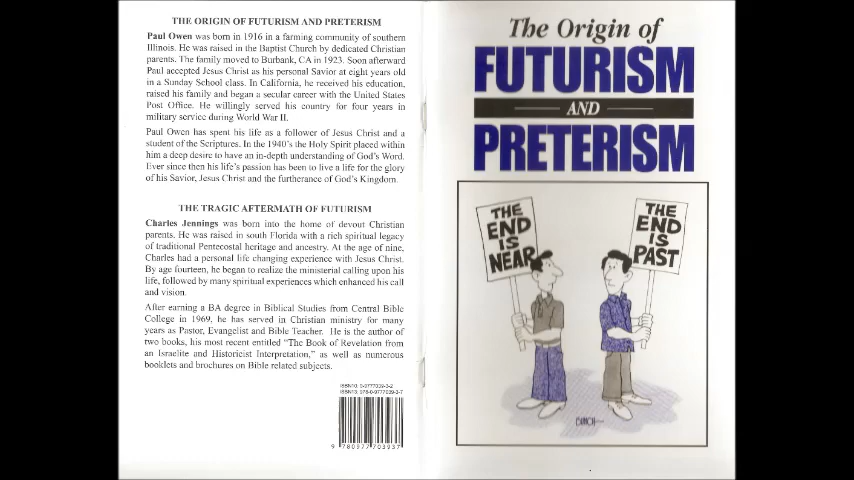 THE ORIGIN OF FUTURISM AND PRETERISM
Paul Owen was born in 1916 in a farming community of southern
Illinois. He was raised in the Baptist Church by dedicated Christian
parents. The family moved to Burbank, CA in 1923. Soon afterward
Paul accepted Jesus Christ as his personal Savior at eight years old
in a Sunday School class. In California, he received his education,
raised his family and began a secular career with the United States
Post Office. He willingly served his country for four years in
military service during World War II.
Paul Owen has spent his life as a follower of Jesus Christ and a
student of the Scriptures. In the 1940's the Holy Spirit placed within
him a deep desire to have an in-depth understanding of God's Word.
Ever since then his life's passion has been to live a life for the glory
of his Savior, Jesus Christ and the furtherance of God's Kingdom.
THE TRAGIC AFTERMATH OF FUTURISM
Charles Jennings was born into the home of devout Christian
parents. He was raised in south Florida with a rich spiritual legacy
of traditional Pentecostal heritage and ancestry. At the age of nine,
Charles had a personal life changing experience with Jesus Christ.
By age fourteen, he began to realize the ministerial calling upon his
life, followed by many spiritual experiences which enhanced his call
and vision.
After earning a BA degree in Biblical Studies from Central Bible
College in 1969, he has served in Christian ministry for many
years as Pastor, Evangelist and Bible Teacher. He is the author of
two books, his most recent entitled “The Book of Revelation from
an Israelite and Historicist Interpretation,” as well as numerous
booklets and brochures on Bible related subjects.
ISBN10: 0-9777039-3-2
ISBN13: 978-0-9777039-3-7
9 780977 703937
The Origin of
FUTURISM
AND
PRETERISM
THE
END
IS
NEAR
THE
END
IS
PAST